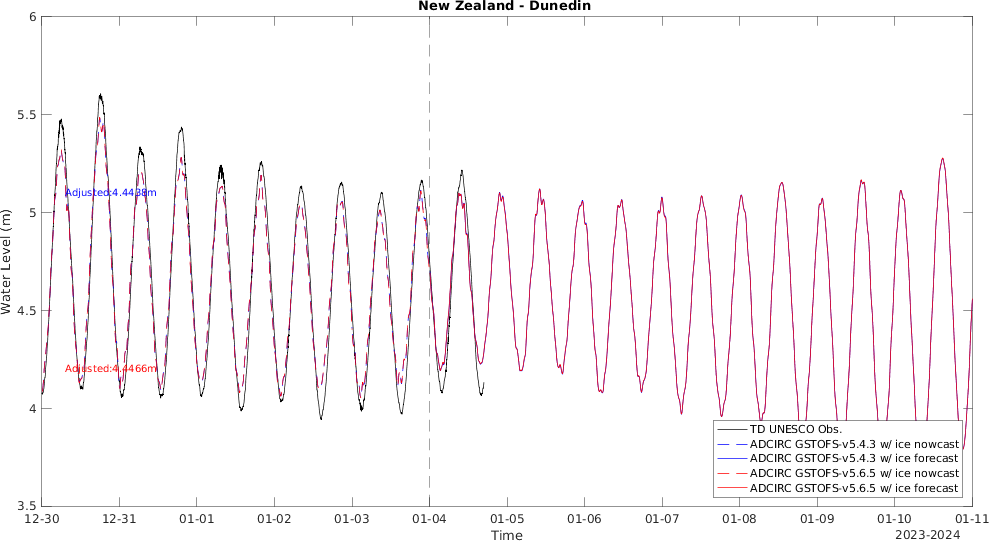 New Zealand - Dunedin
6
5.5
5
4.5
4
3.5
Water Level (m)
Adjusted:4.4438m
Adjusted:4.4466m
TD UNESCO Obs.
ADCIRC GSTOFS-v5.4.3 w/ ice nowcast
ADCIRC GSTOFS-v5.4.3 w/ ice forecast
ADCIRC GSTOFS-v5.6.5 w/ ice nowcast
ADCIRC GSTOFS-v5.6.5 w/ ice forecast
12-30 12-31 01-01 01-02 01-03 01-04 01-05 01-06 01-07 01-08 01-09 01-10 01-11
Time
2023-2024